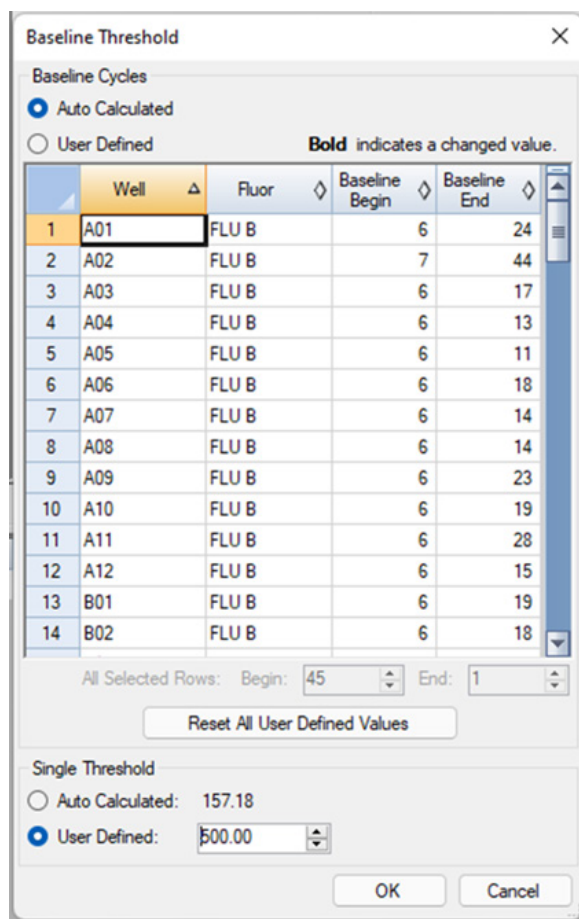 Baseline Threshold
Baseline Cycles
Auto Calculated
User Defined Bold indicates a changed value.
Well Fluor Baseline Begin Baseline End
1 A01 FLU B 6 24
2 A02 FLU B 7 44
3 A03 FLU B 6 17
4 A04 FLU B 6 13
5 A05 FLU B 6 11
6 A06 FLU B 6 18
7 A07 FLU B 6 14
8 A08 FLU B 6 14
9 A09 FLU B 6 23
10 A10 FLU B 6 19
11 A11 FLU B 6 28
12 A12 FLU B 6 15
13 B01 FLU B 6 19
14 B02 FLU B 6 18
All Selected Rows: Begin: 45 End: 1
Reset All User Defined Values
Single Threshold
Auto Calculated: 157.18
User Defined: 500.00
OK Cancel